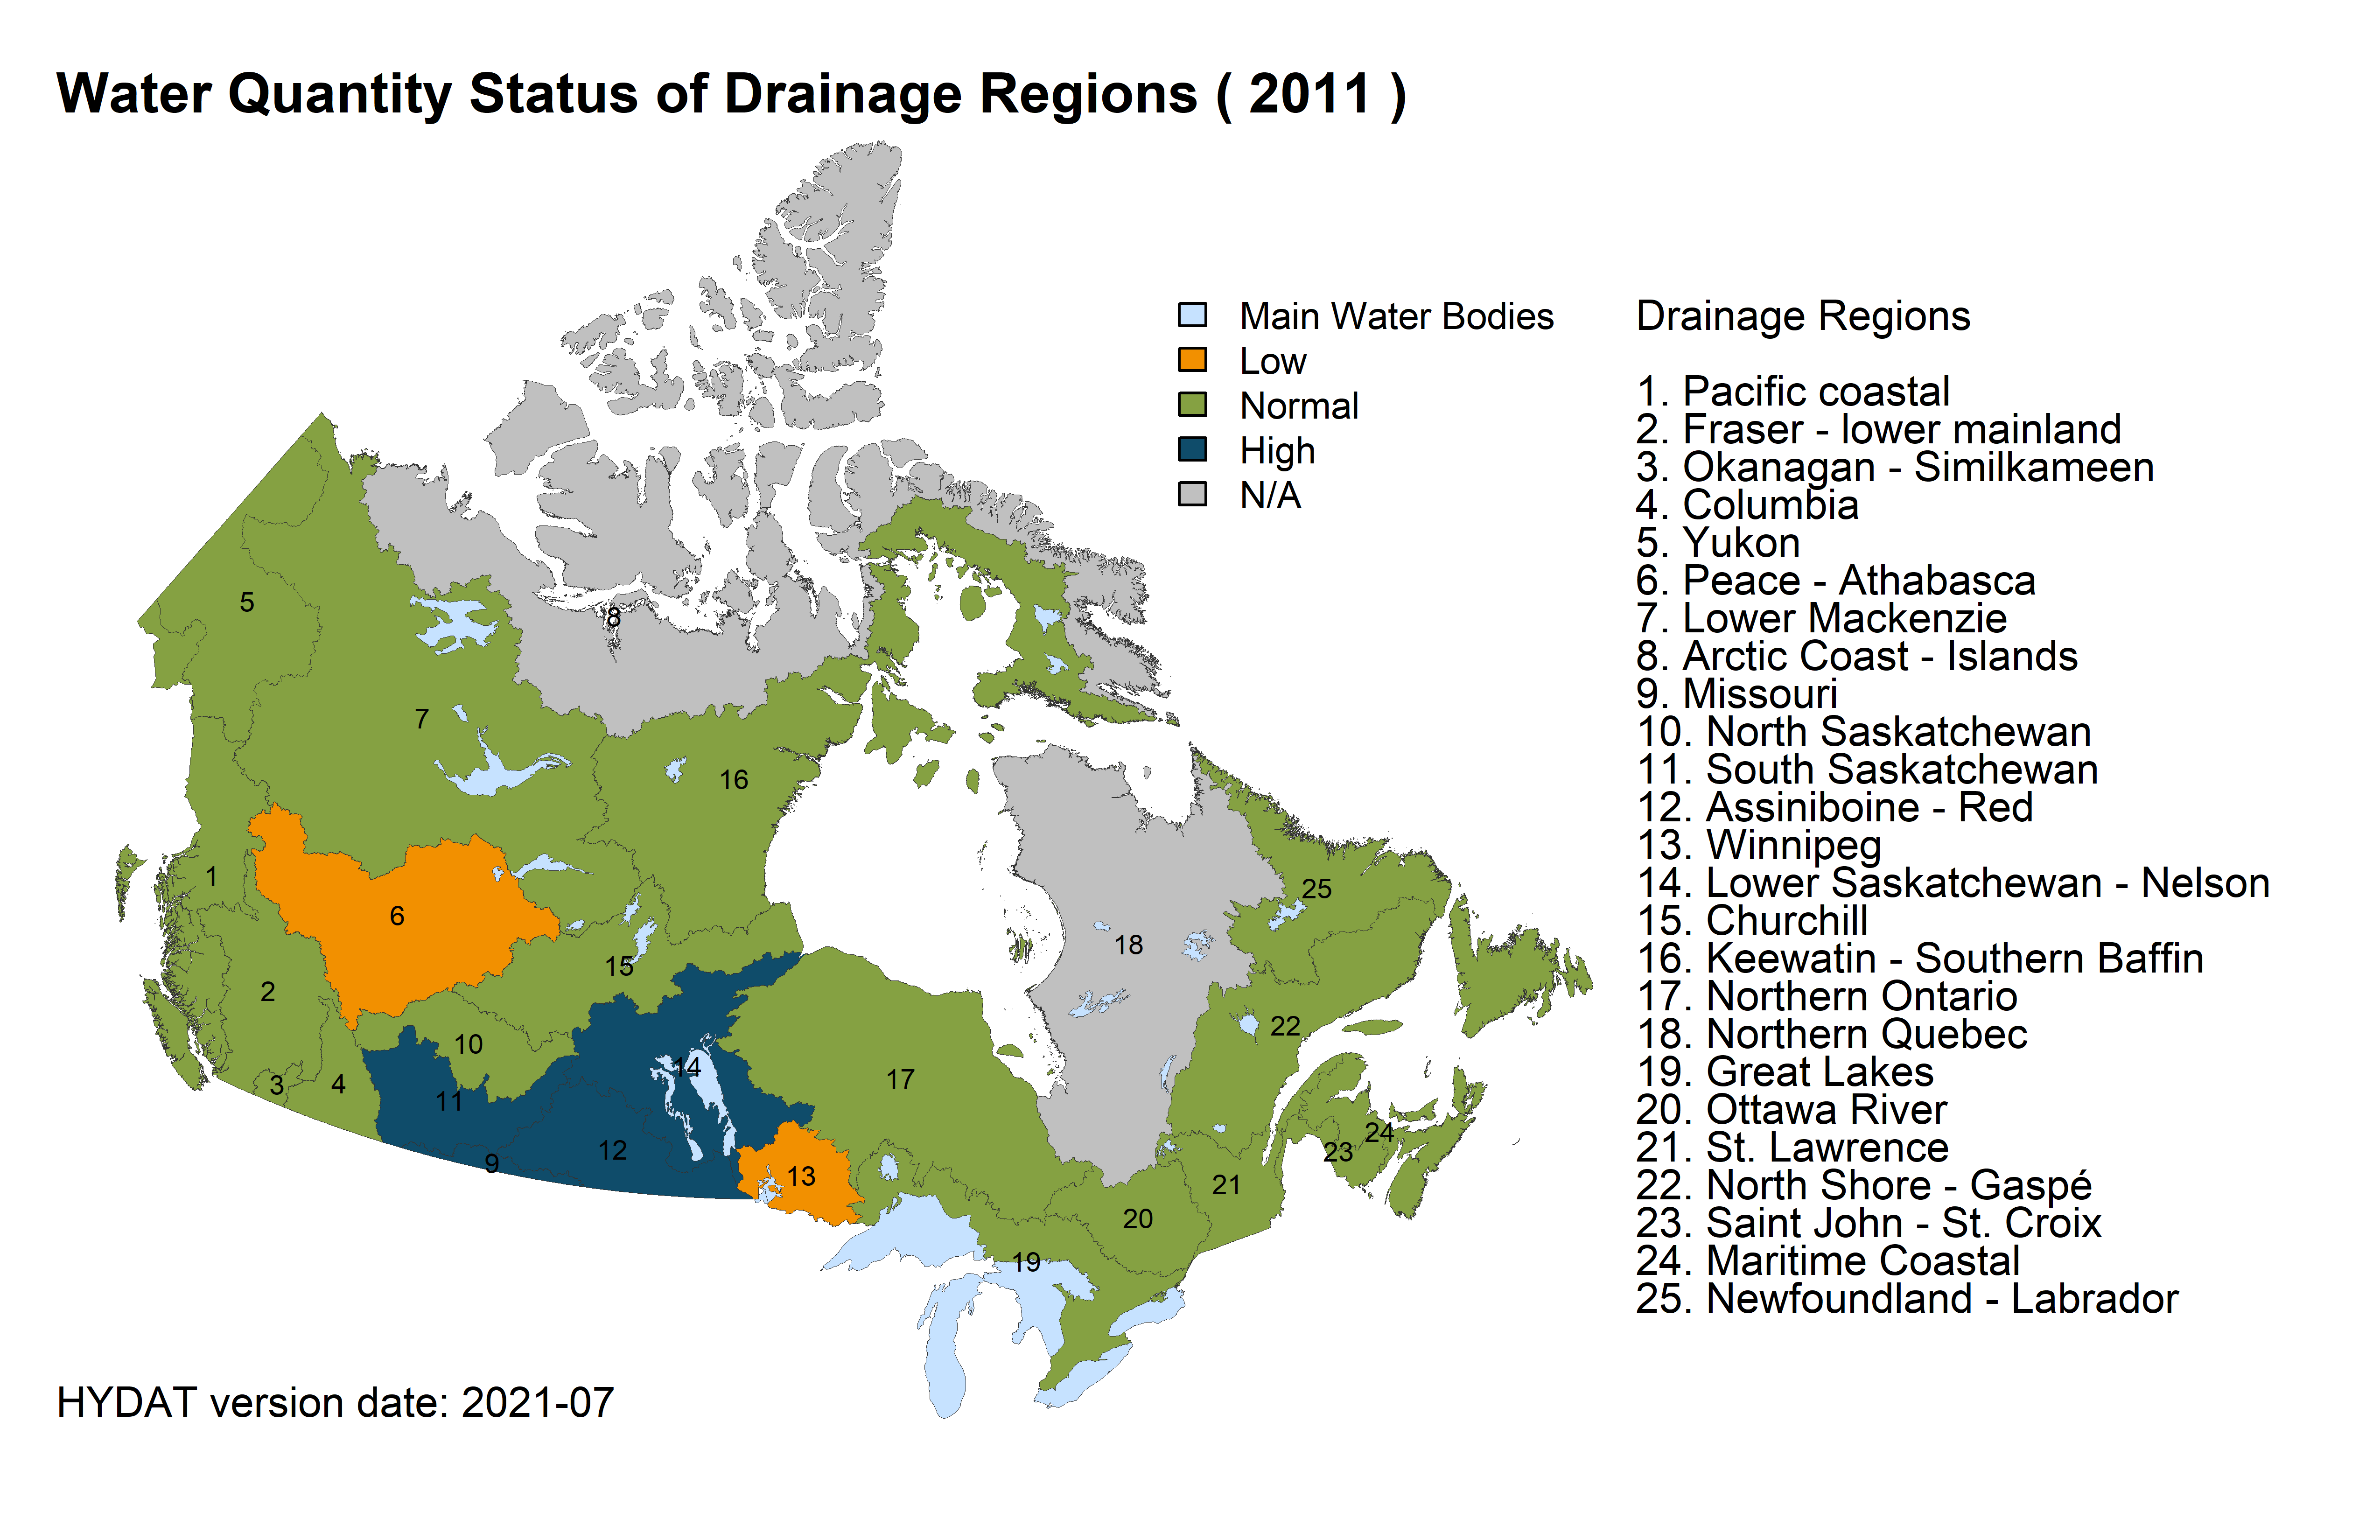 Water Quantity Status of Drainage Regions ( 2011 )
Main Water Bodies
Low
Normal
High
N/A
Drainage Regions
1. Pacific coastal
2. Fraser - lower mainland
3. Okanagan - Similkameen
4. Columbia
5. Yukon
6. Peace - Athabasca
7. Lower Mackenzie
8. Arctic Coast - Islands
9. Missouri
10. North Saskatchewan
11. South Saskatchewan
12. Assiniboine - Red
13. Winnipeg
14. Lower Saskatchewan - Nelson
15. Churchill
16. Keewatin - Southern Baffin
17. Northern Ontario
18. Northern Quebec
19. Great Lakes
20. Ottawa River
21. St. Lawrence
22. North Shore - Gaspé
23. Saint John - St. Croix
24. Maritime Coastal
25. Newfoundland - Labrador
5
8
7
16
1
6
25
18
15
2
22
10
14
17
3
4
11
24
12
23
9
13
21
20
19
HYDAT version date: 2021-07